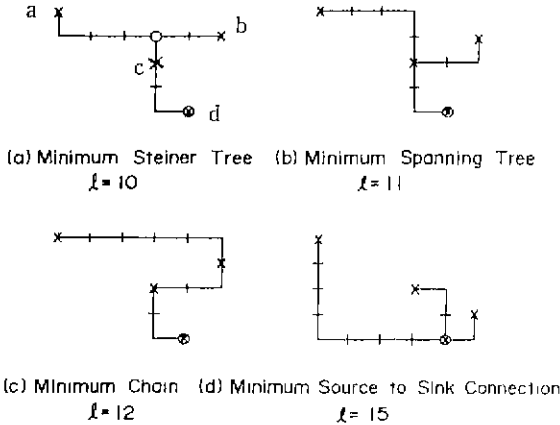 a
b
c
d
(a) Minimum Steiner Tree
ℓ=10
(b) Minimum Spanning Tree
ℓ=11
(c) Minimum Chain
ℓ=12
(d) Minimum Source to Sink Connection
ℓ=15